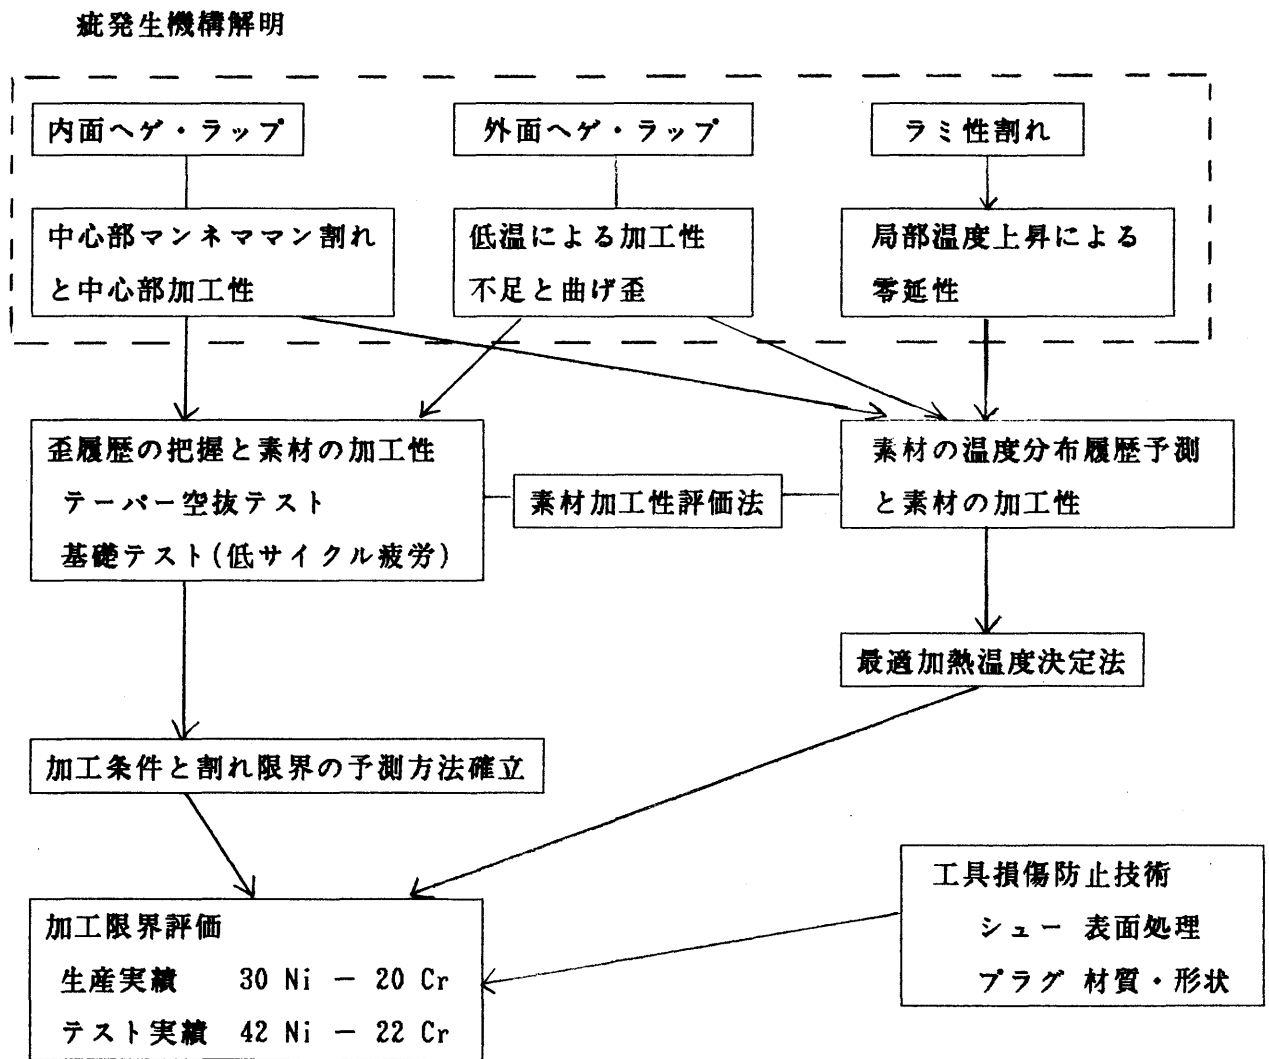 疵発生機構解明
内面ヘゲ・ラップ
外面ヘゲ・ラップ
ラミ性割れ
中心部マンネママン割れ
と中心部加工性
低温による加工性
不足と曲げ歪
局部温度上昇による
零延性
歪履歴の把握と素材の加工性
テーパー空抜テスト
基礎テスト(低サイクル疲労)
素材加工性評価法
素材の温度分布履歴予測
と素材の加工性
最適加熱温度決定法
加工条件と割れ限界の予測方法確立
工具損傷防止技術
シュー 表面処理
プラグ 材質・形状
加工限界評価
生産実績 30 Ni － 20 Cr
テスト実績 42 Ni － 22 Cr